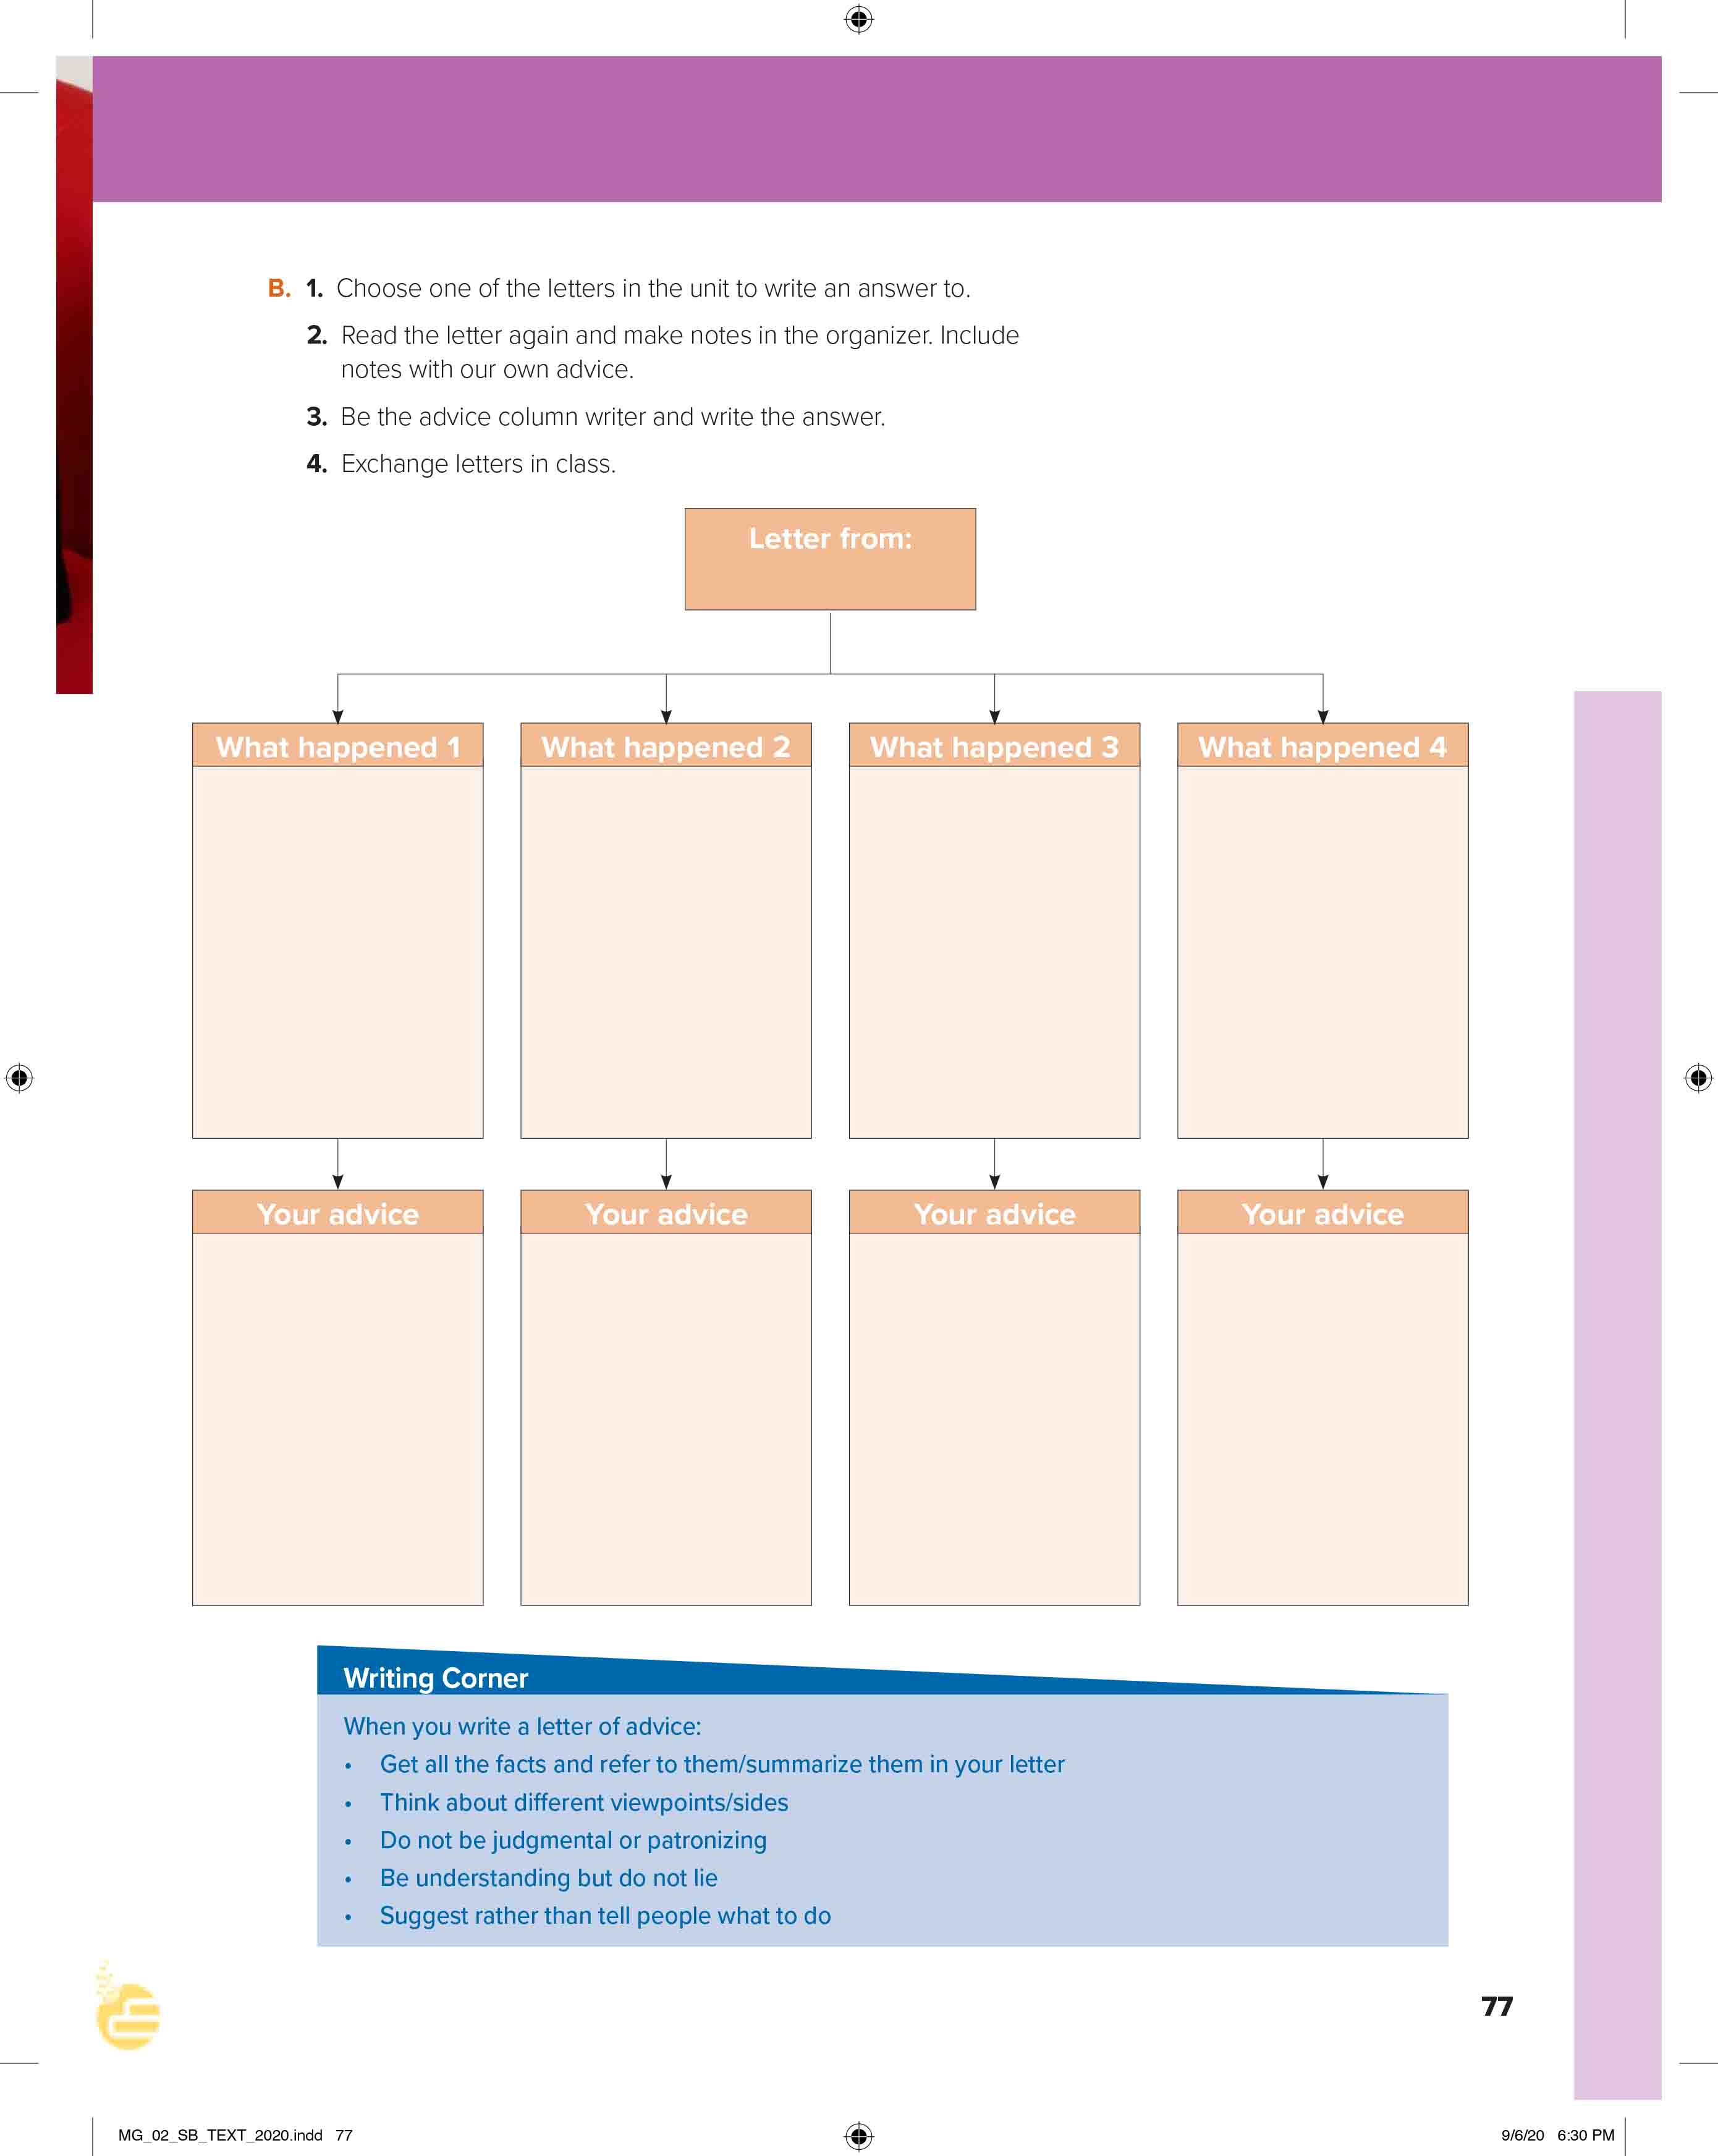 B. 1. Choose one of the letters in the unit to write an answer to.
2. Read the letter again and make notes in the organizer. Include
notes with our own advice.
3. Be the advice column writer and write the answer.
4. Exchange letters in class.
Letter from:
What happened 1
What happened 2
What happened 3
What happened 4
Your advice
Your advice
Your advice
Your advice
Writing Corner
When you write a letter of advice:
• Get all the facts and refer to them/summarize them in your letter
• Think about different viewpoints/sides
• Do not be judgmental or patronizing
• Be understanding but do not lie
• Suggest rather than tell people what to do
77
MG_02_SB_TEXT_2020.indd 77
9/6/20 6:30 PM